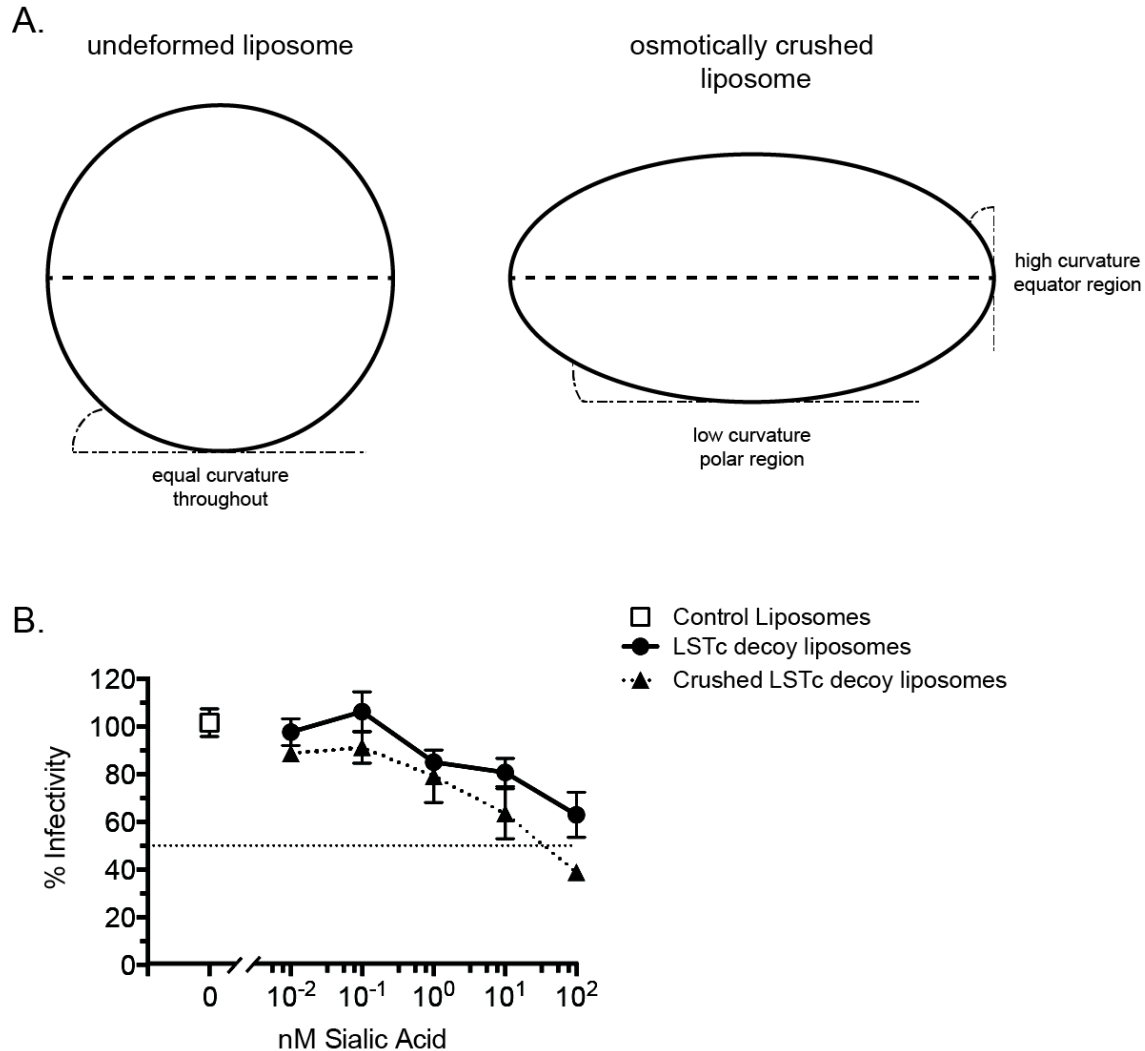 A.
undeformed liposome
osmotically crushed
liposome
high curvature
equator region
equal curvature
throughout
low curvature
polar region
B.
Control Liposomes
LSTc decoy liposomes
Crushed LSTc decoy liposomes
120
100
80
60
40
20
0
% Infectivity
0
10⁻²
10⁻¹
10⁰
10¹
10²
nM Sialic Acid